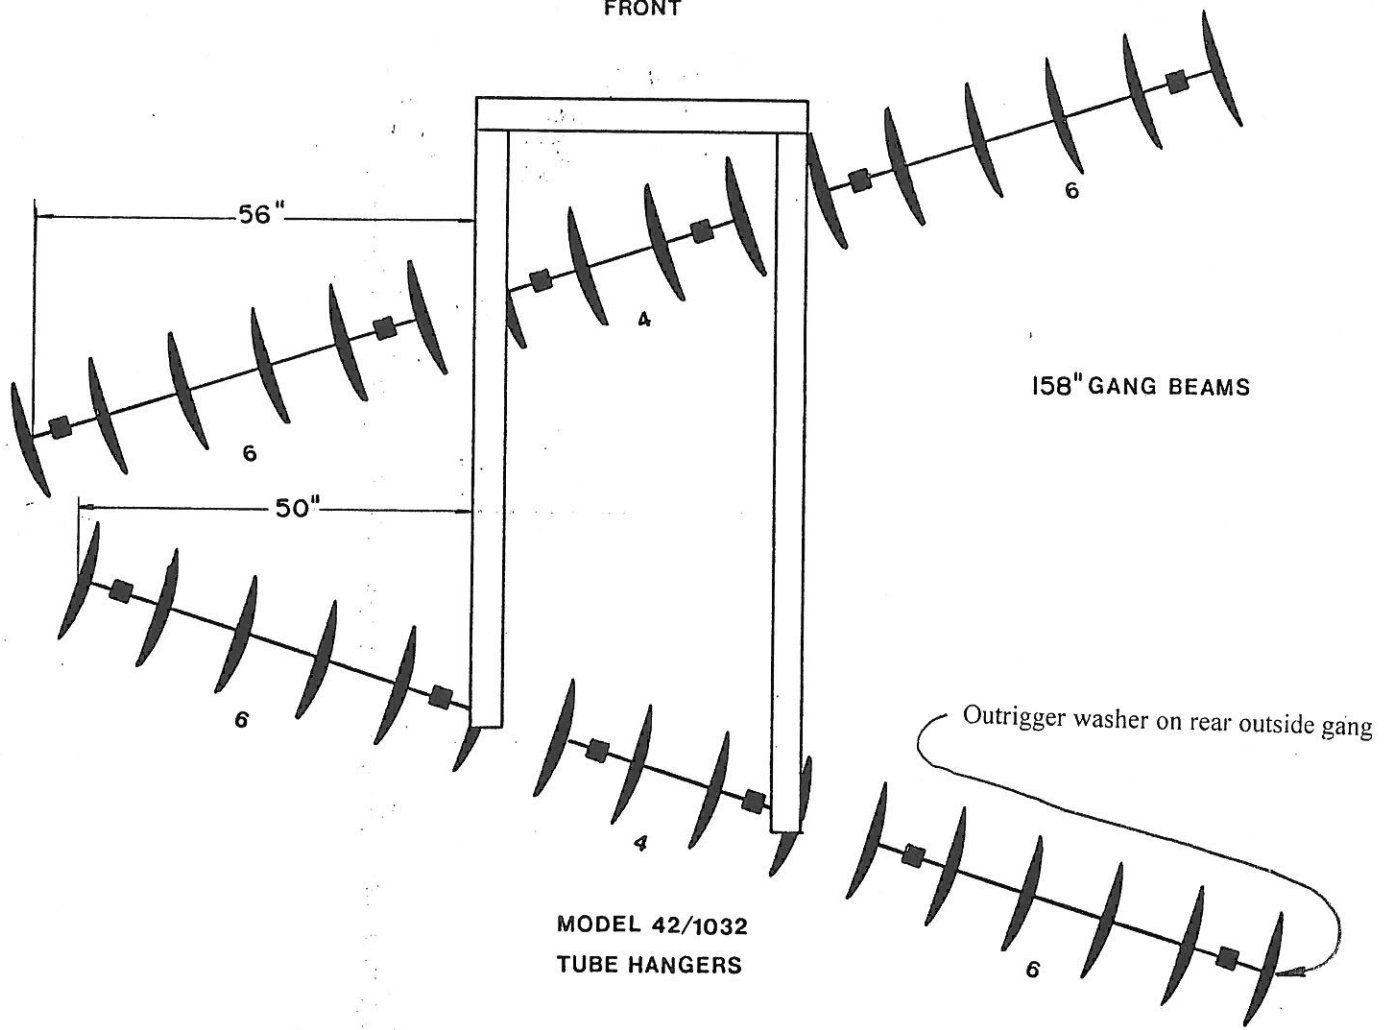 FRONT
6
56"
4
158" GANG BEAMS
6
50"
6
Outrigger washer on rear outside gang
4
MODEL 42/1032
TUBE HANGERS
6